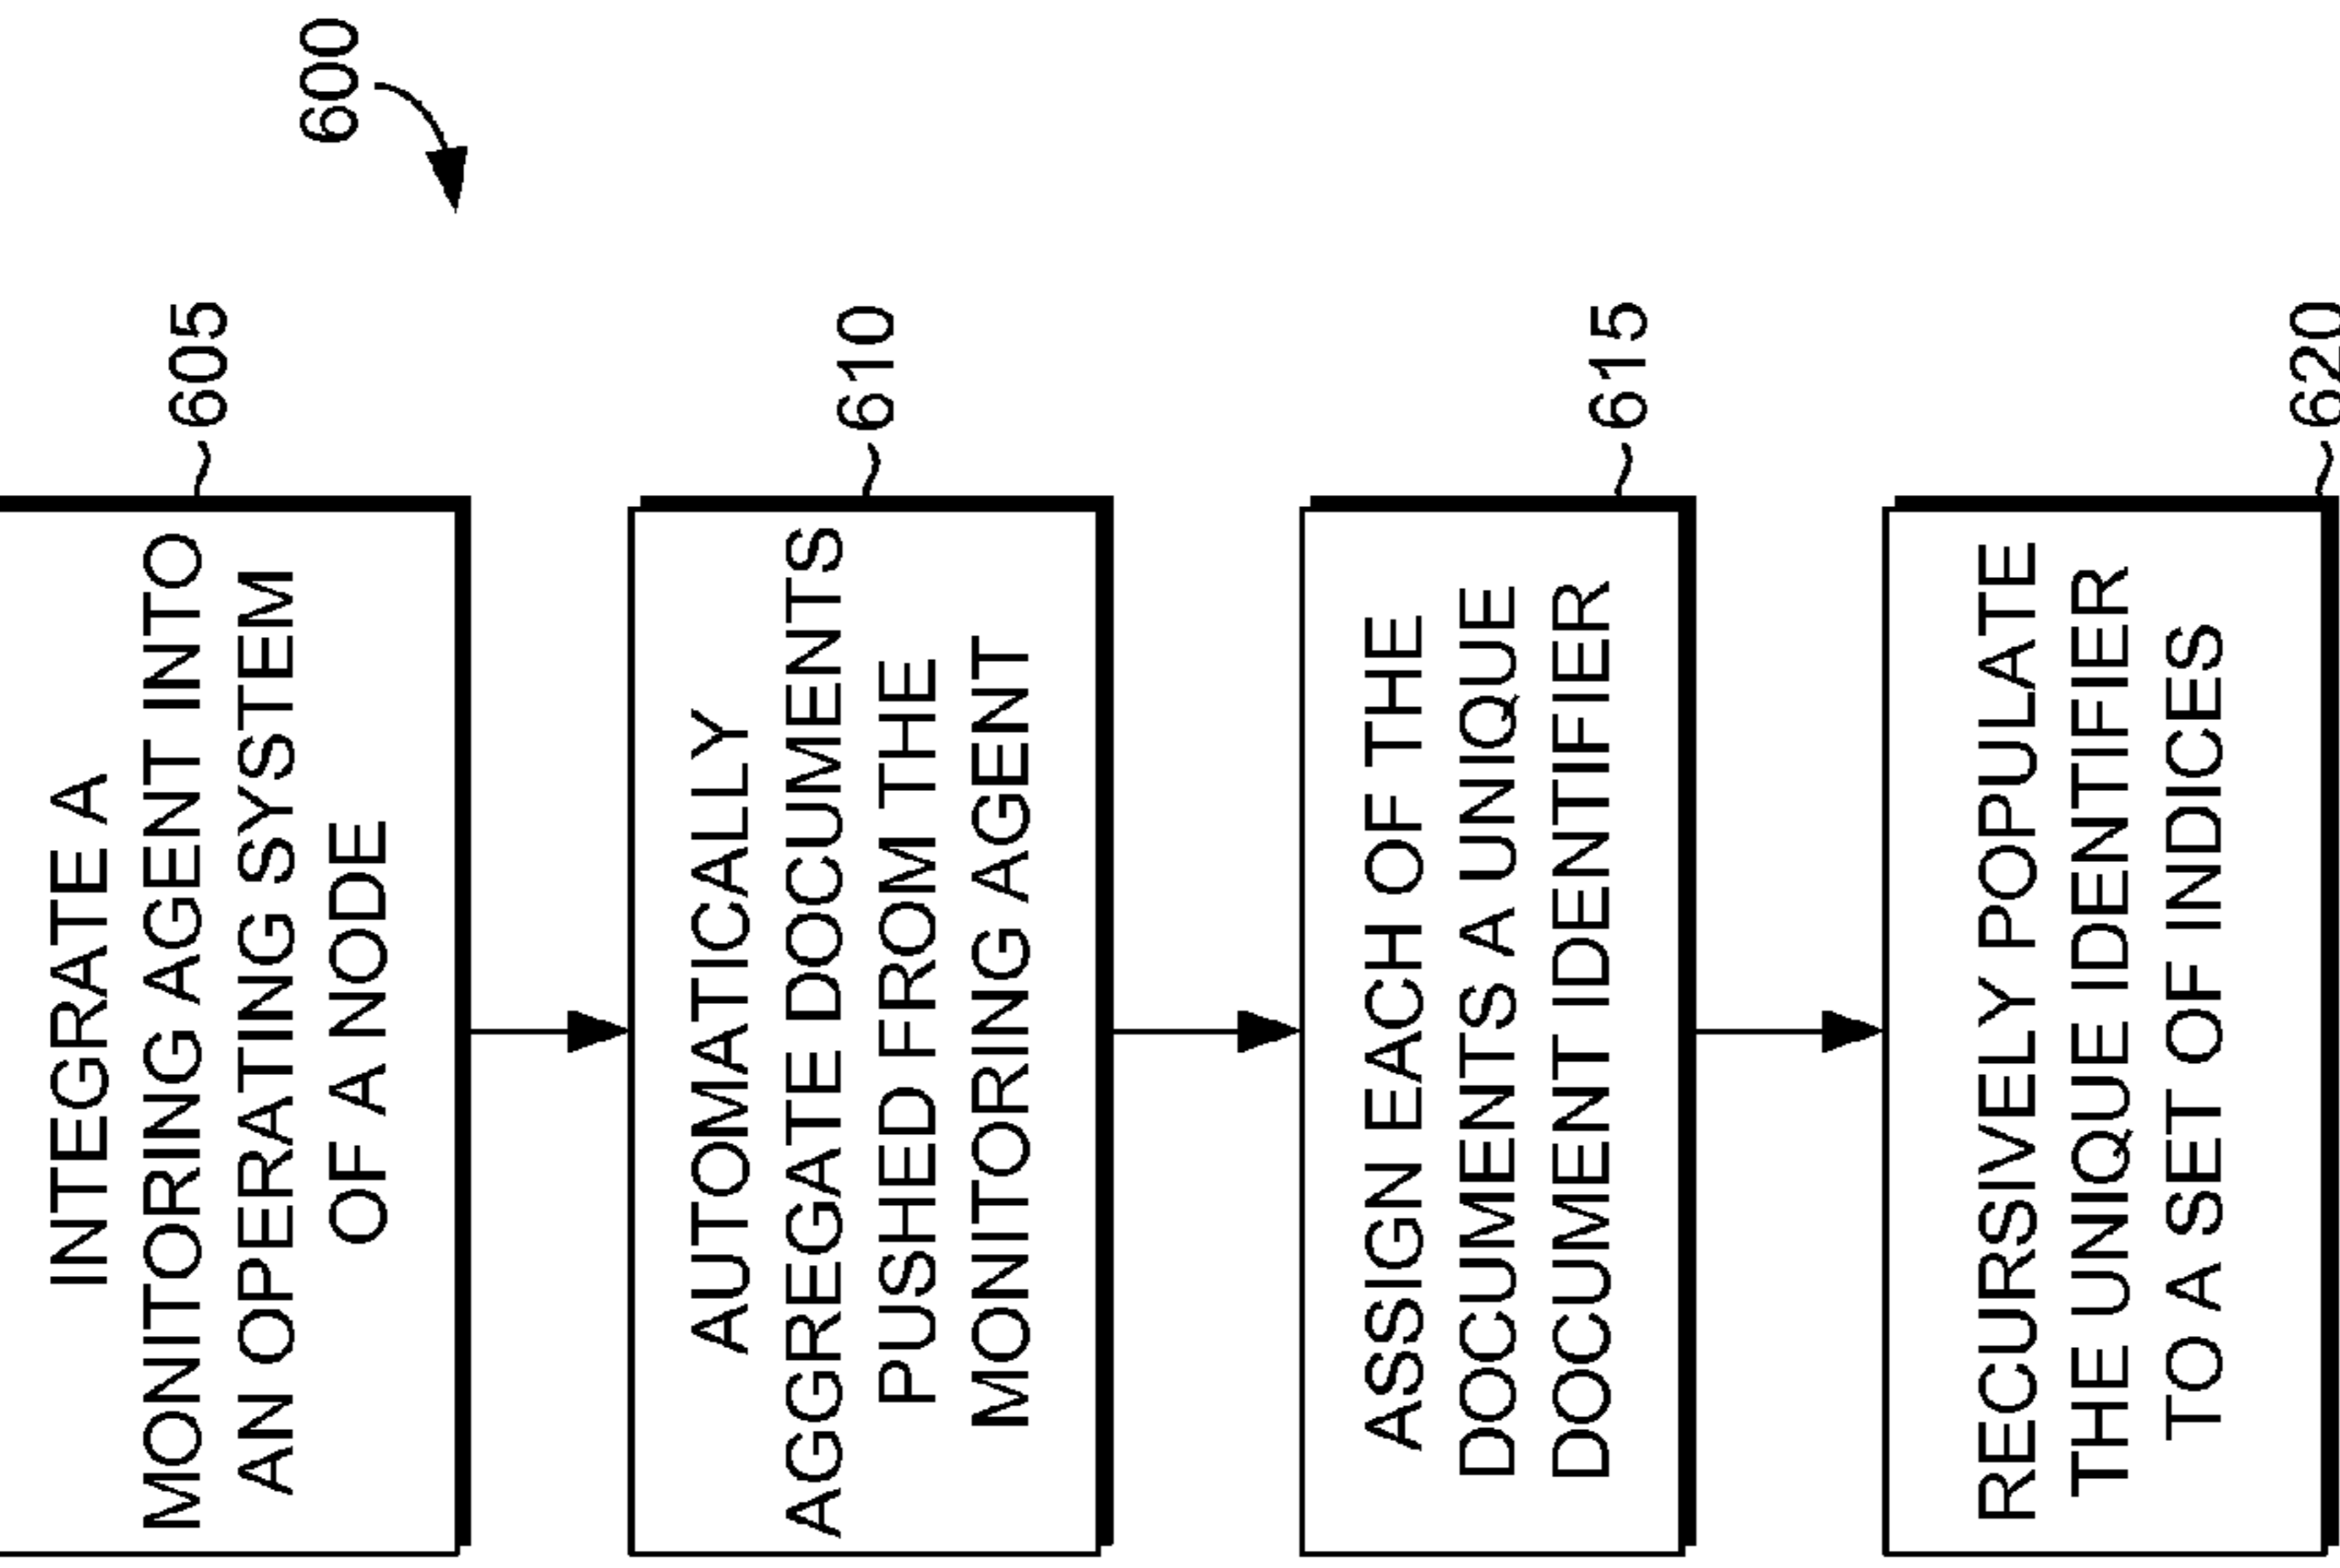 600
605
INTEGRATE A
MONITORING AGENT INTO
AN OPERATING SYSTEM
OF A NODE
610
AUTOMATICALLY
AGGREGATE DOCUMENTS
PUSHED FROM THE
MONITORING AGENT
615
ASSIGN EACH OF THE
DOCUMENTS A UNIQUE
DOCUMENT IDENTIFIER
620
RECURSIVELY POPULATE
THE UNIQUE IDENTIFIER
TO A SET OF INDICES